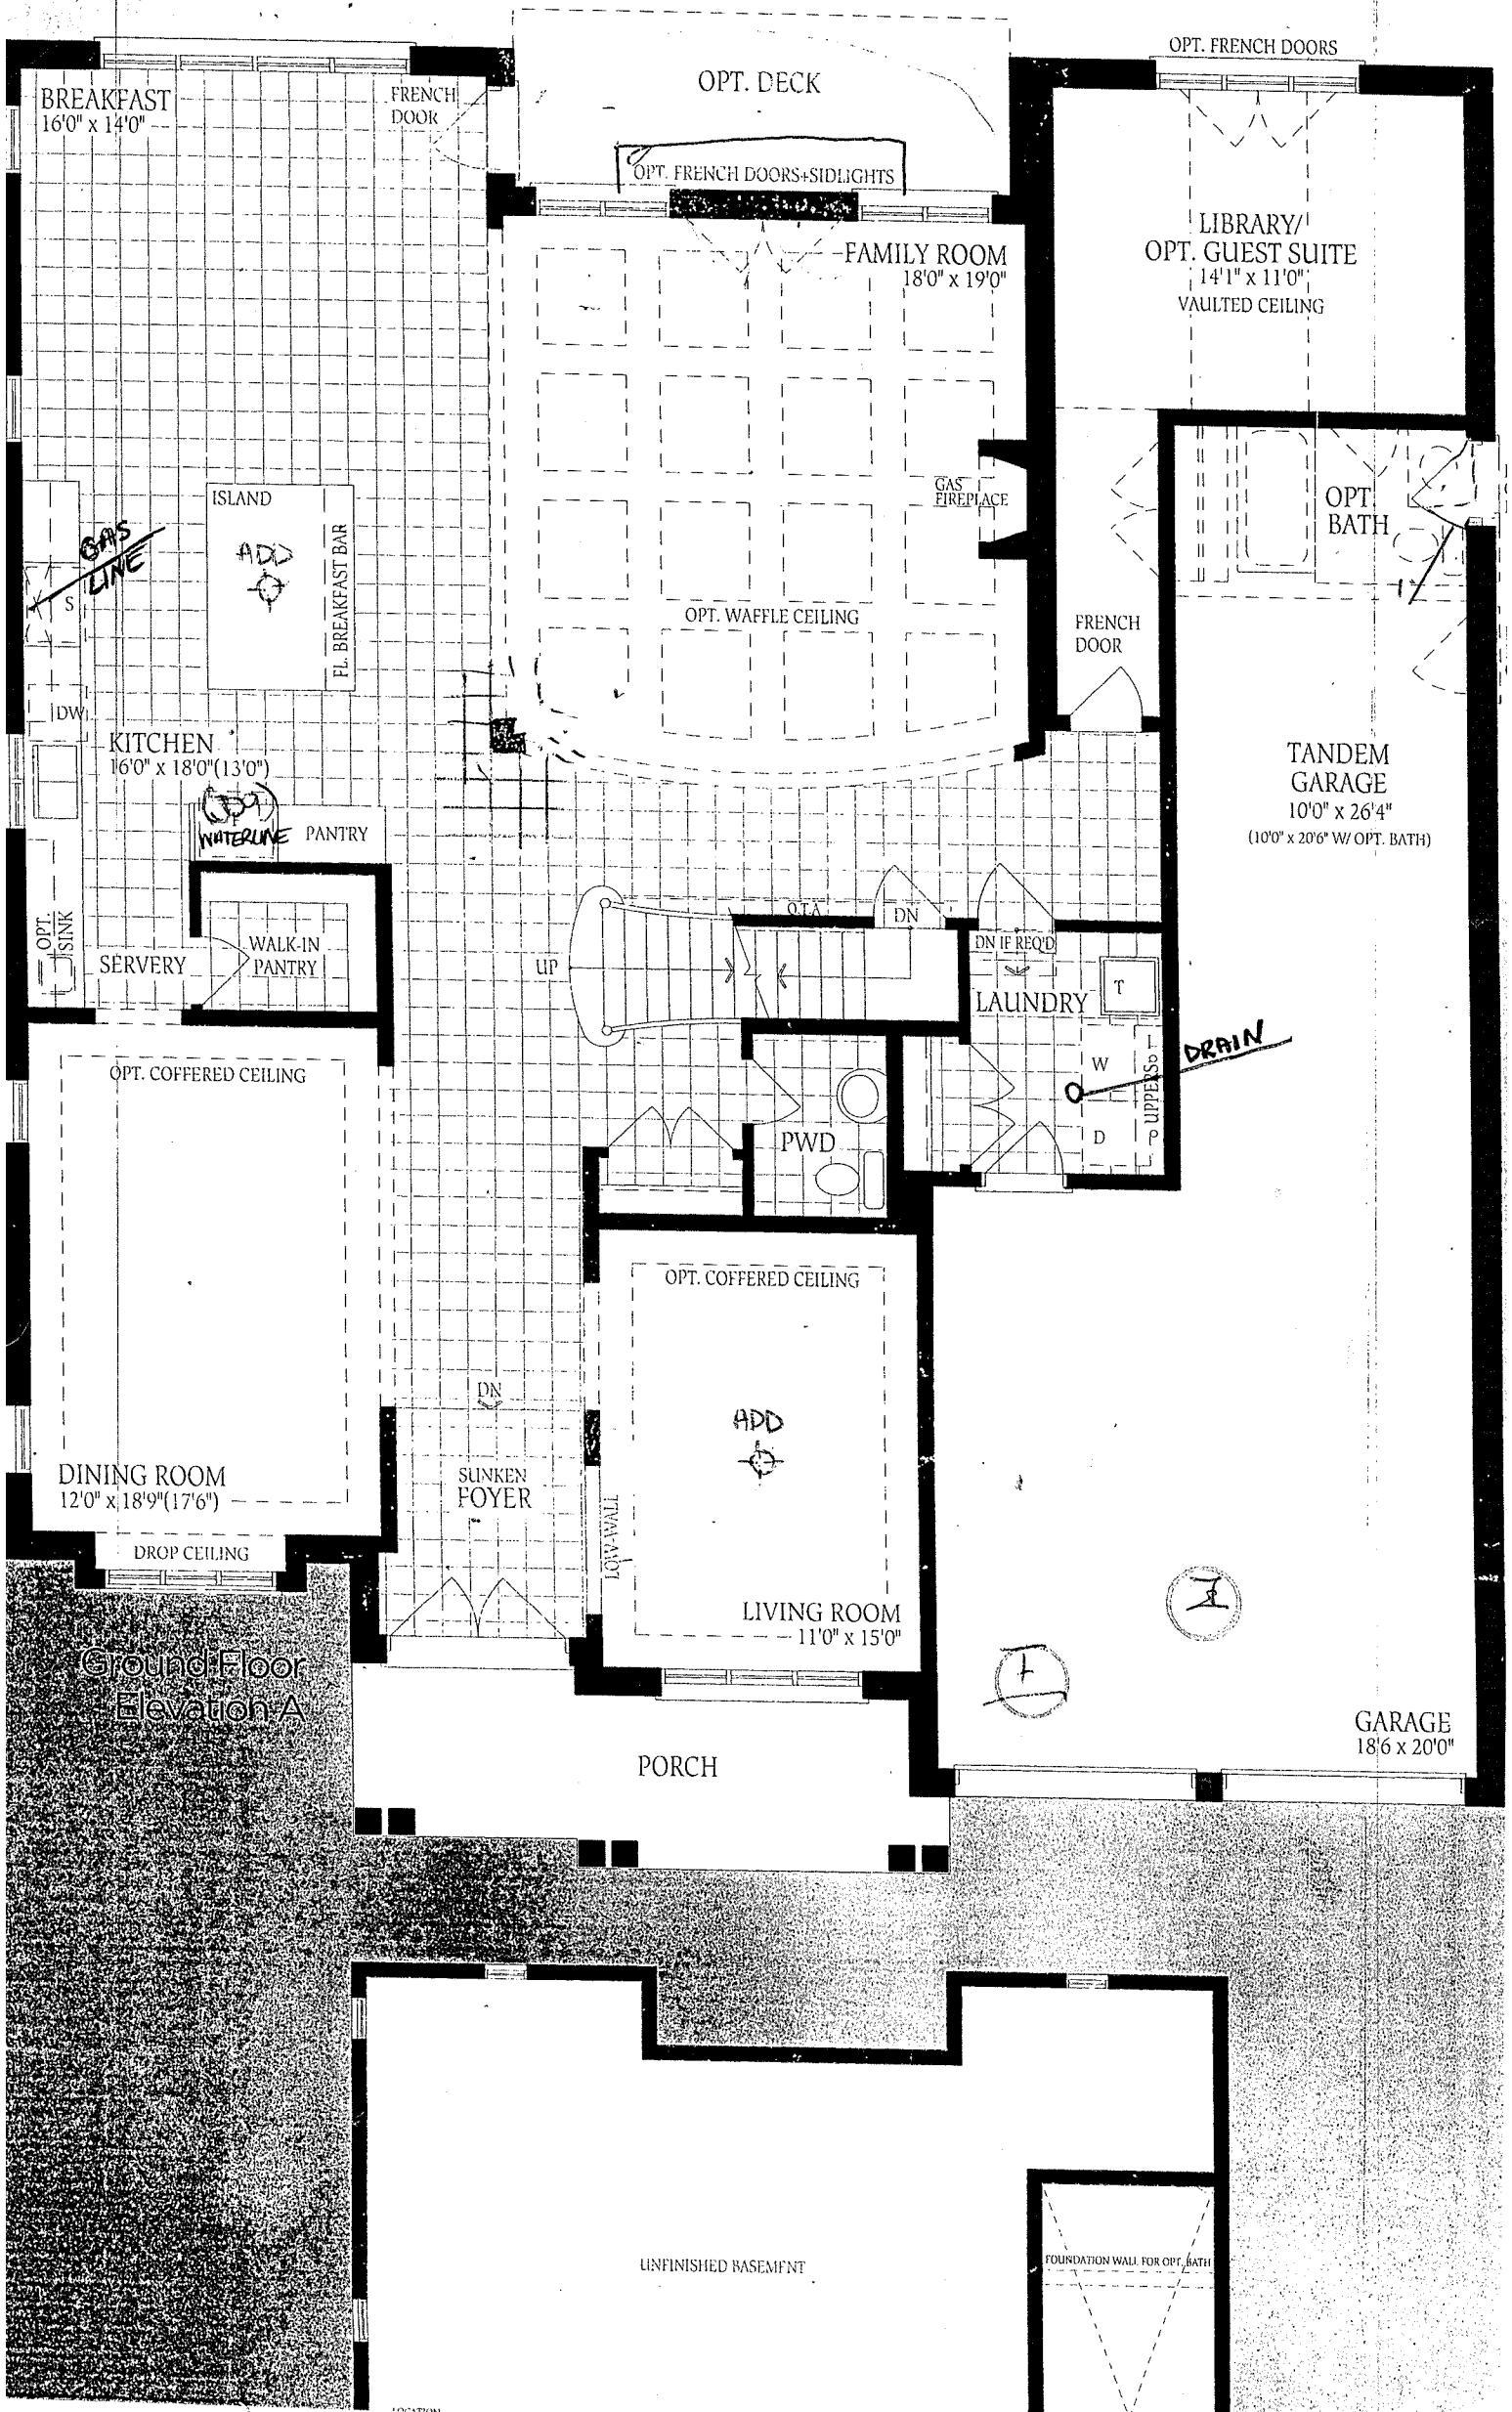 OPT. FRENCH DOORS
OPT. DECK
BREAKFAST
16'0" x 14'0"
FRENCH
DOOR
OPT. FRENCH DOORS+SIDLIGHTS
FAMILY ROOM
18'0" x 19'0"
LIBRARY/
OPT. GUEST SUITE
14'1" x 11'0"
VAULTED CEILING
ISLAND
ADD
FL. BREAKFAST BAR
GAS
LINE
S
GAS
FIREPLACE
OPT.
BATH
OPT. WAFFLE CEILING
FRENCH
DOOR
DW
KITCHEN
16'0" x 18'0"(13'0")
WATERLINE
PANTRY
TANDEM
GARAGE
10'0" x 26'4"
(10'0" x 20'6" W/ OPT. BATH)
OPT.
SINK
SERVERY
WALK-IN
PANTRY
UP
O.T.A.
DN
DN IF REQ'D
LAUNDRY
T
W
D
UPPERS
DRAIN
OPT. COFFERED CEILING
PWD
OPT. COFFERED CEILING
DN
ADD
DINING ROOM
12'0" x 18'9"(17'6")
SUNKEN
FOYER
LOW-WALL
DROP CEILING
LIVING ROOM
11'0" x 15'0"
Ground Floor
Elevation A
PORCH
GARAGE
18'6 x 20'0"
UNFINISHED BASEMENT
FOUNDATION WALL FOR OPT. BATH
LOCATION